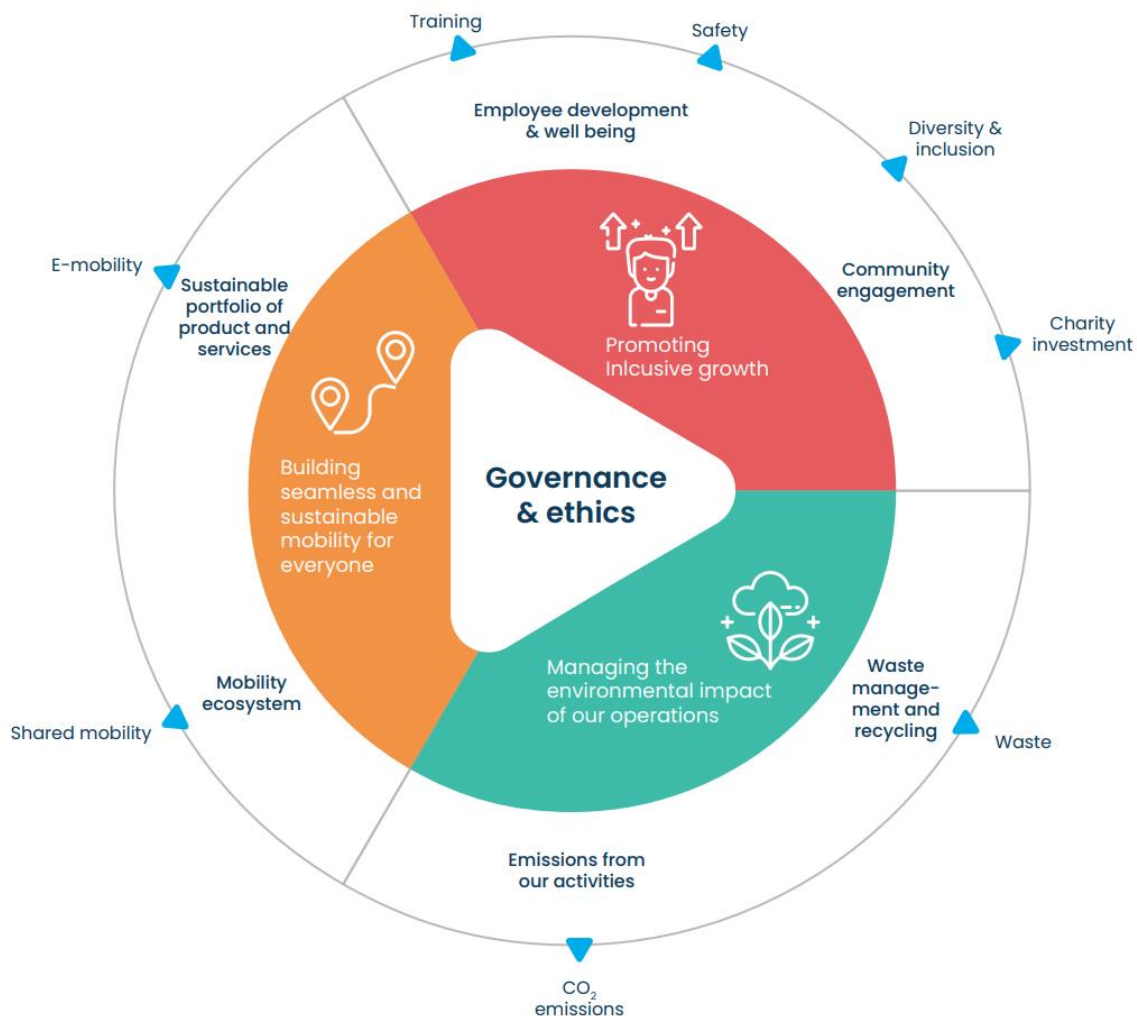 Training
Safety
Employee development
& well being
Diversity &
inclusion
E-mobility
Sustainable
portfolio of
product and
services
Community
engagement
Charity
investment
Promoting
Inlcusive growth
Building
seamless and
sustainable
mobility for
everyone
Governance
& ethics
Managing the
environmental impact
of our operations
Mobility
ecosystem
Shared mobility
Waste
manage-
ment and
recycling
Waste
Emissions from
our activities
CO₂
emissions